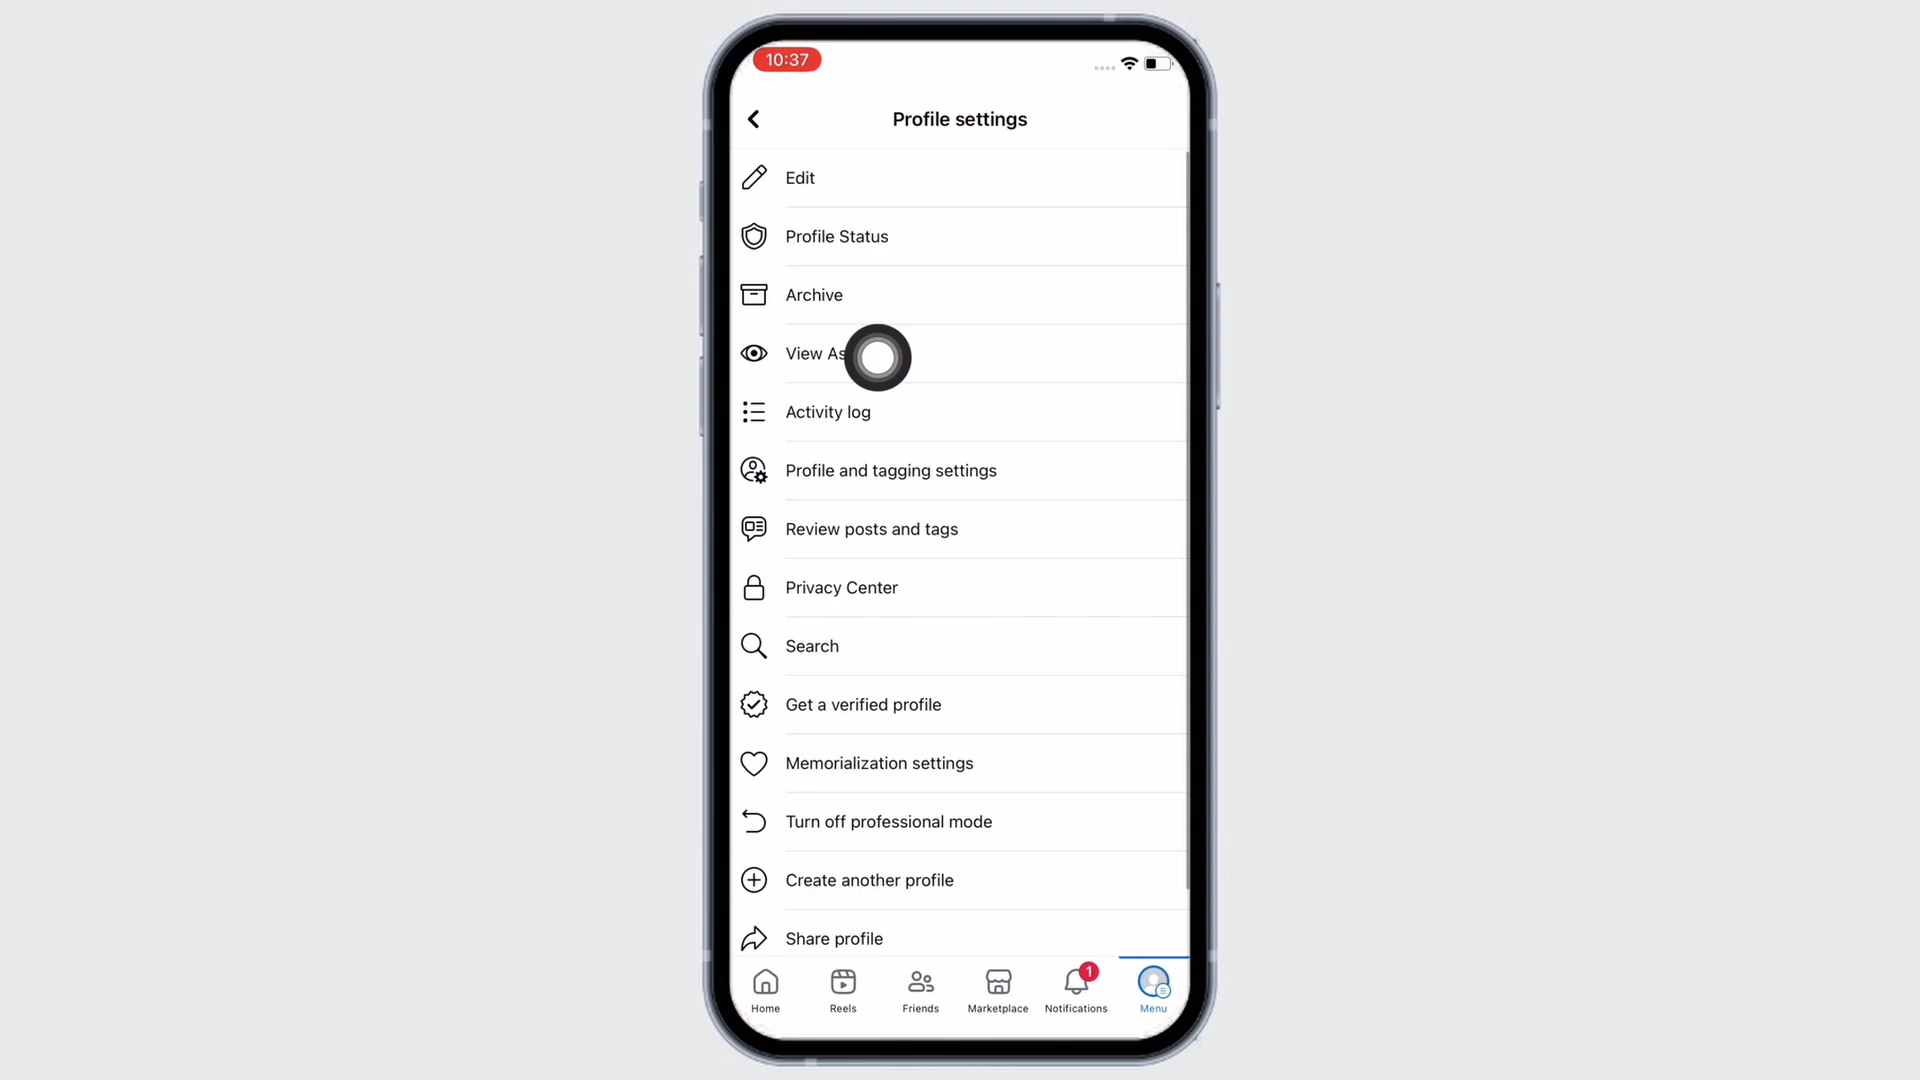 10:37
Profile settings
Edit
Profile Status
Archive
View As
Activity log
Profile and tagging settings
Review posts and tags
Privacy Center
Search
Get a verified profile
Memorialization settings
Turn off professional mode
Create another profile
Share profile
1
Home Reels Friends Marketplace Notifications Menu